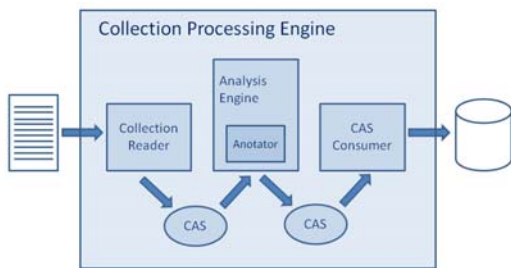 Collection Processing Engine
Analysis
Engine
Anotator
Collection
Reader
CAS
Consumer
CAS
CAS